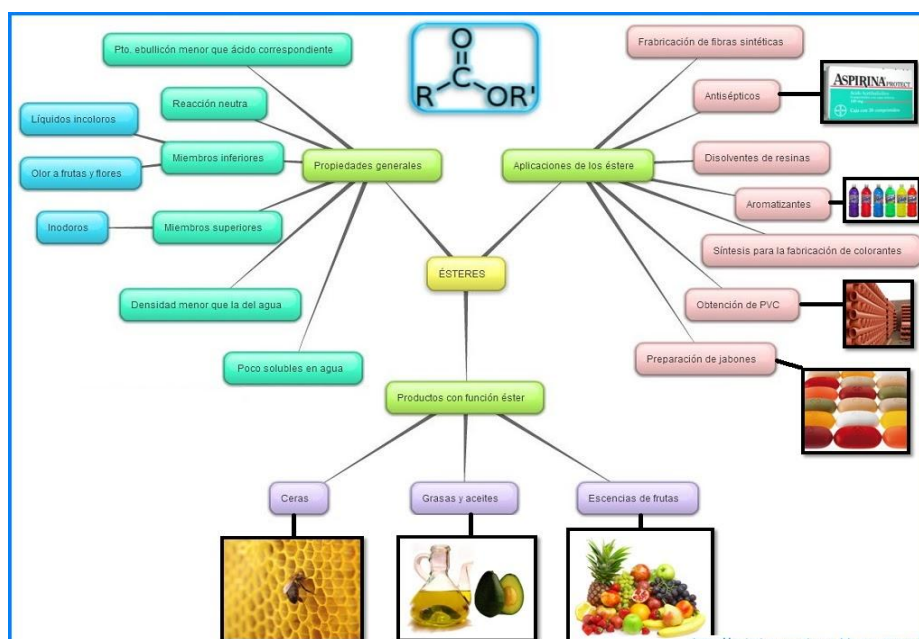 Pto. ebullicón menor que ácido correspondiente
Reacción neutra
Líquidos incoloros
Miembros inferiores
Olor a frutas y flores
Inodoros
Miembros superiores
Densidad menor que la del agua
Poco solubles en agua
Propiedades generales
O
R
C
OR'
Frabricación de fibras sintéticas
Antisépticos
ASPIRINA PROTECT
Disolventes de resinas
Aplicaciones de los éstere
Aromatizantes
Síntesis para la fabricación de colorantes
Obtención de PVC
Preparación de jabones
ÉSTERES
Productos con función éster
Ceras
Grasas y aceites
Escencias de frutas